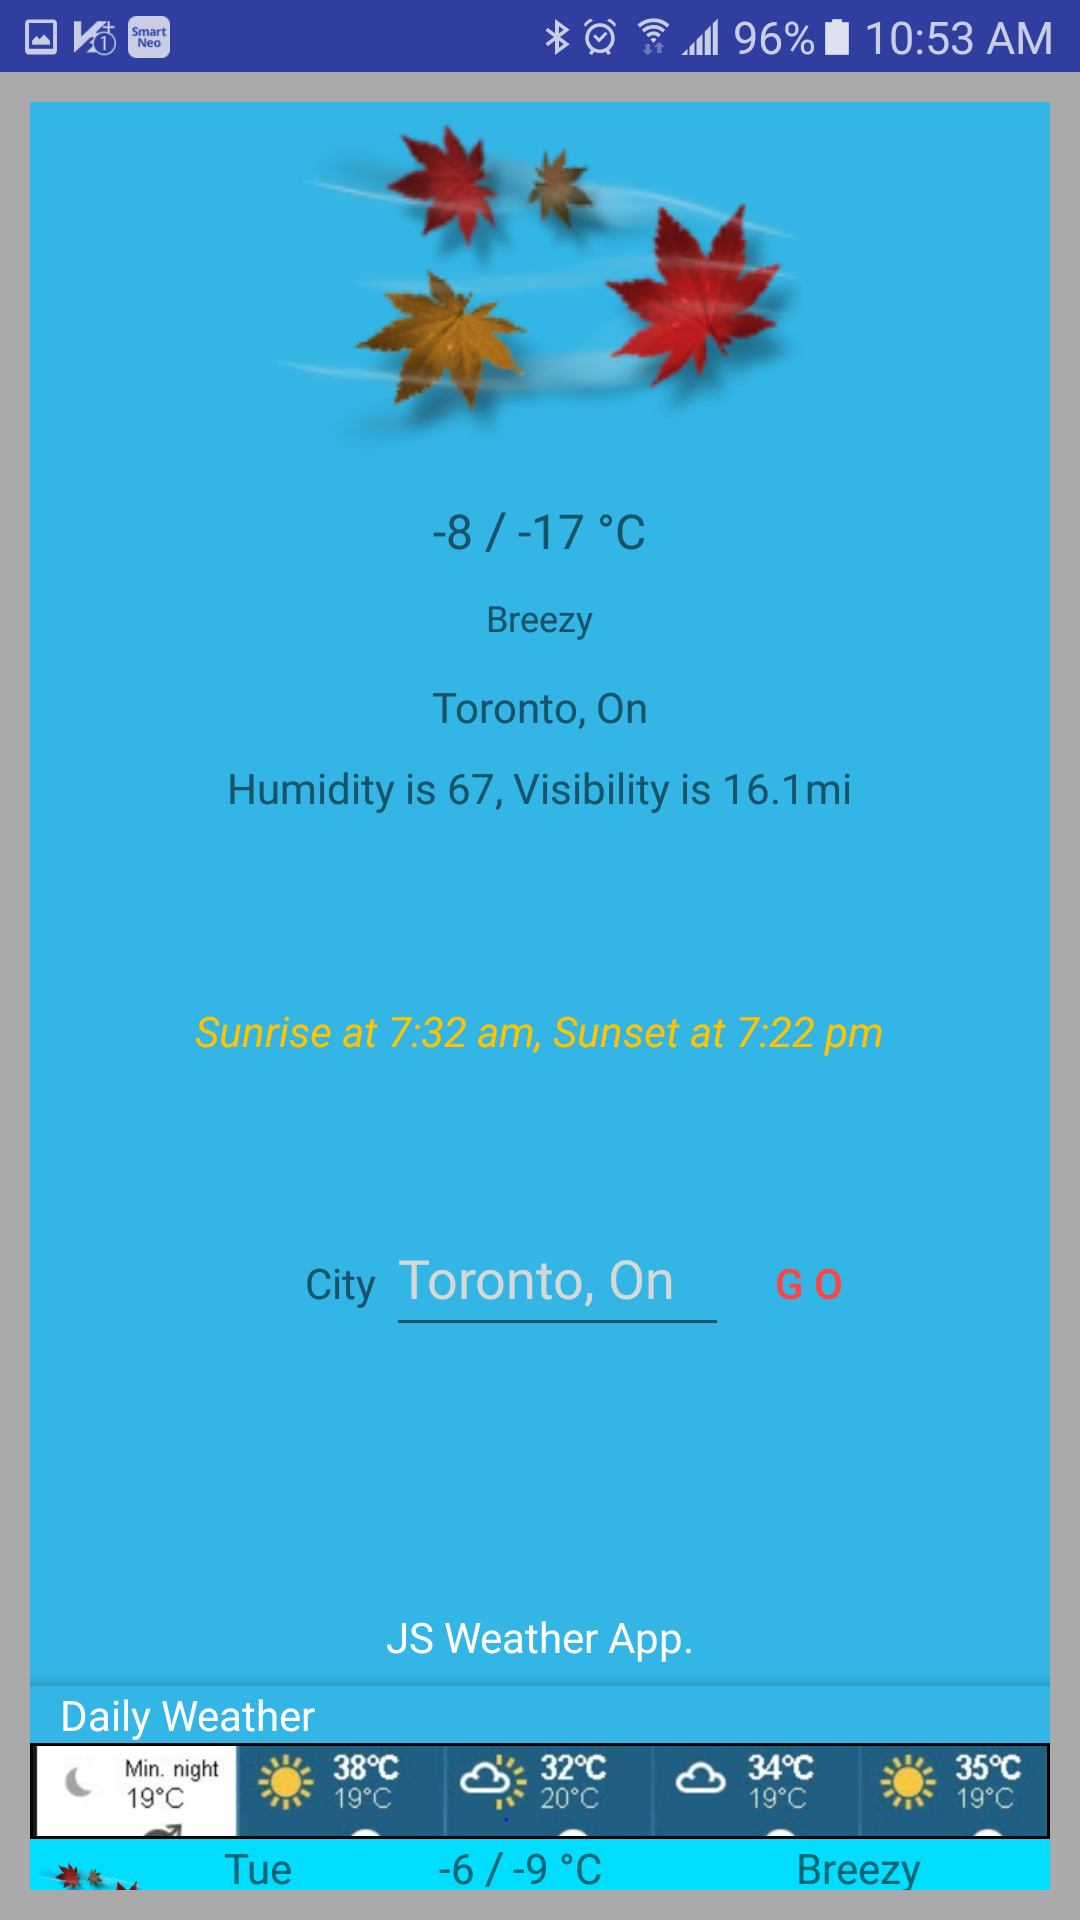 Smart
Neo
96% 10:53 AM
-8 / -17 °C
Breezy
Toronto, On
Humidity is 67, Visibility is 16.1mi
Sunrise at 7:32 am, Sunset at 7:22 pm
City Toronto, On G O
JS Weather App.
Daily Weather
Min. night 38°C 32°C 34°C 35°C
19°C 19°C 20°C 19°C 19°C
Tue -6 / -9 °C Breezy